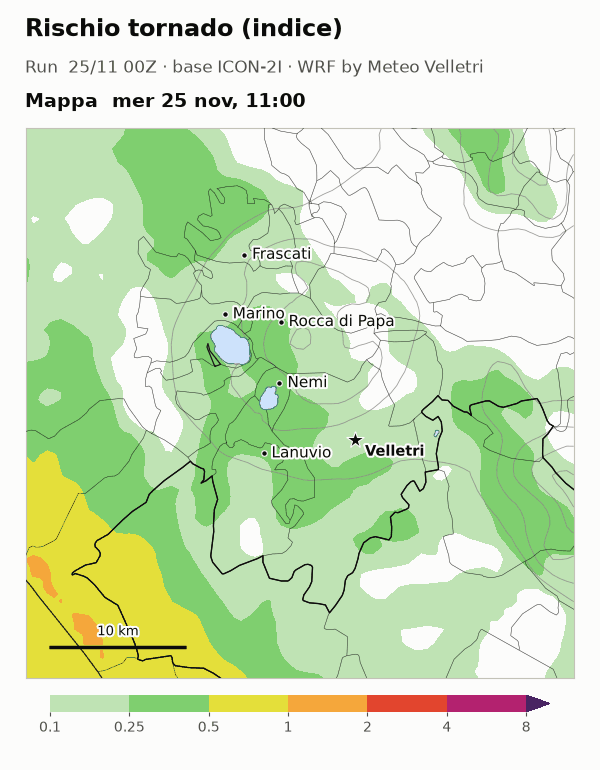 Rischio tornado (indice)
Run  25/11 00Z · base ICON-2I · WRF by Meteo Velletri
Mappa  mer 25 nov, 11:00
Frascati
Marino
Rocca di Papa
Nemi
Velletri
Lanuvio
10 km
0.1 0.25 0.5 1 2 4 8